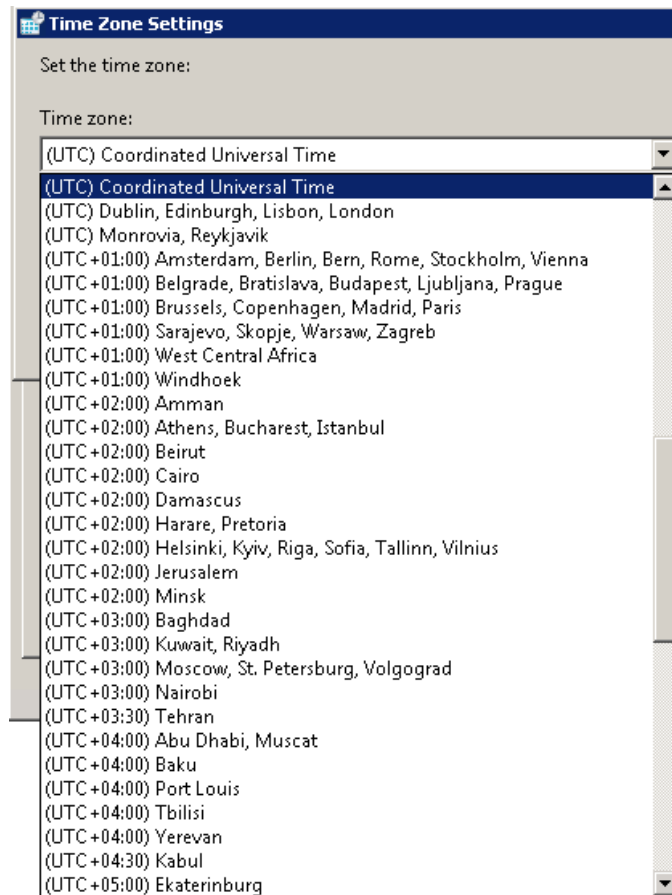 Time Zone Settings
Set the time zone:
Time zone:
(UTC) Coordinated Universal Time
(UTC) Coordinated Universal Time
(UTC) Dublin, Edinburgh, Lisbon, London
(UTC) Monrovia, Reykjavik
(UTC+01:00) Amsterdam, Berlin, Bern, Rome, Stockholm, Vienna
(UTC+01:00) Belgrade, Bratislava, Budapest, Ljubljana, Prague
(UTC+01:00) Brussels, Copenhagen, Madrid, Paris
(UTC+01:00) Sarajevo, Skopje, Warsaw, Zagreb
(UTC+01:00) West Central Africa
(UTC+01:00) Windhoek
(UTC+02:00) Amman
(UTC+02:00) Athens, Bucharest, Istanbul
(UTC+02:00) Beirut
(UTC+02:00) Cairo
(UTC+02:00) Damascus
(UTC+02:00) Harare, Pretoria
(UTC+02:00) Helsinki, Kyiv, Riga, Sofia, Tallinn, Vilnius
(UTC+02:00) Jerusalem
(UTC+02:00) Minsk
(UTC+03:00) Baghdad
(UTC+03:00) Kuwait, Riyadh
(UTC+03:00) Moscow, St. Petersburg, Volgograd
(UTC+03:00) Nairobi
(UTC+03:30) Tehran
(UTC+04:00) Abu Dhabi, Muscat
(UTC+04:00) Baku
(UTC+04:00) Port Louis
(UTC+04:00) Tbilisi
(UTC+04:00) Yerevan
(UTC+04:30) Kabul
(UTC+05:00) Ekaterinburg